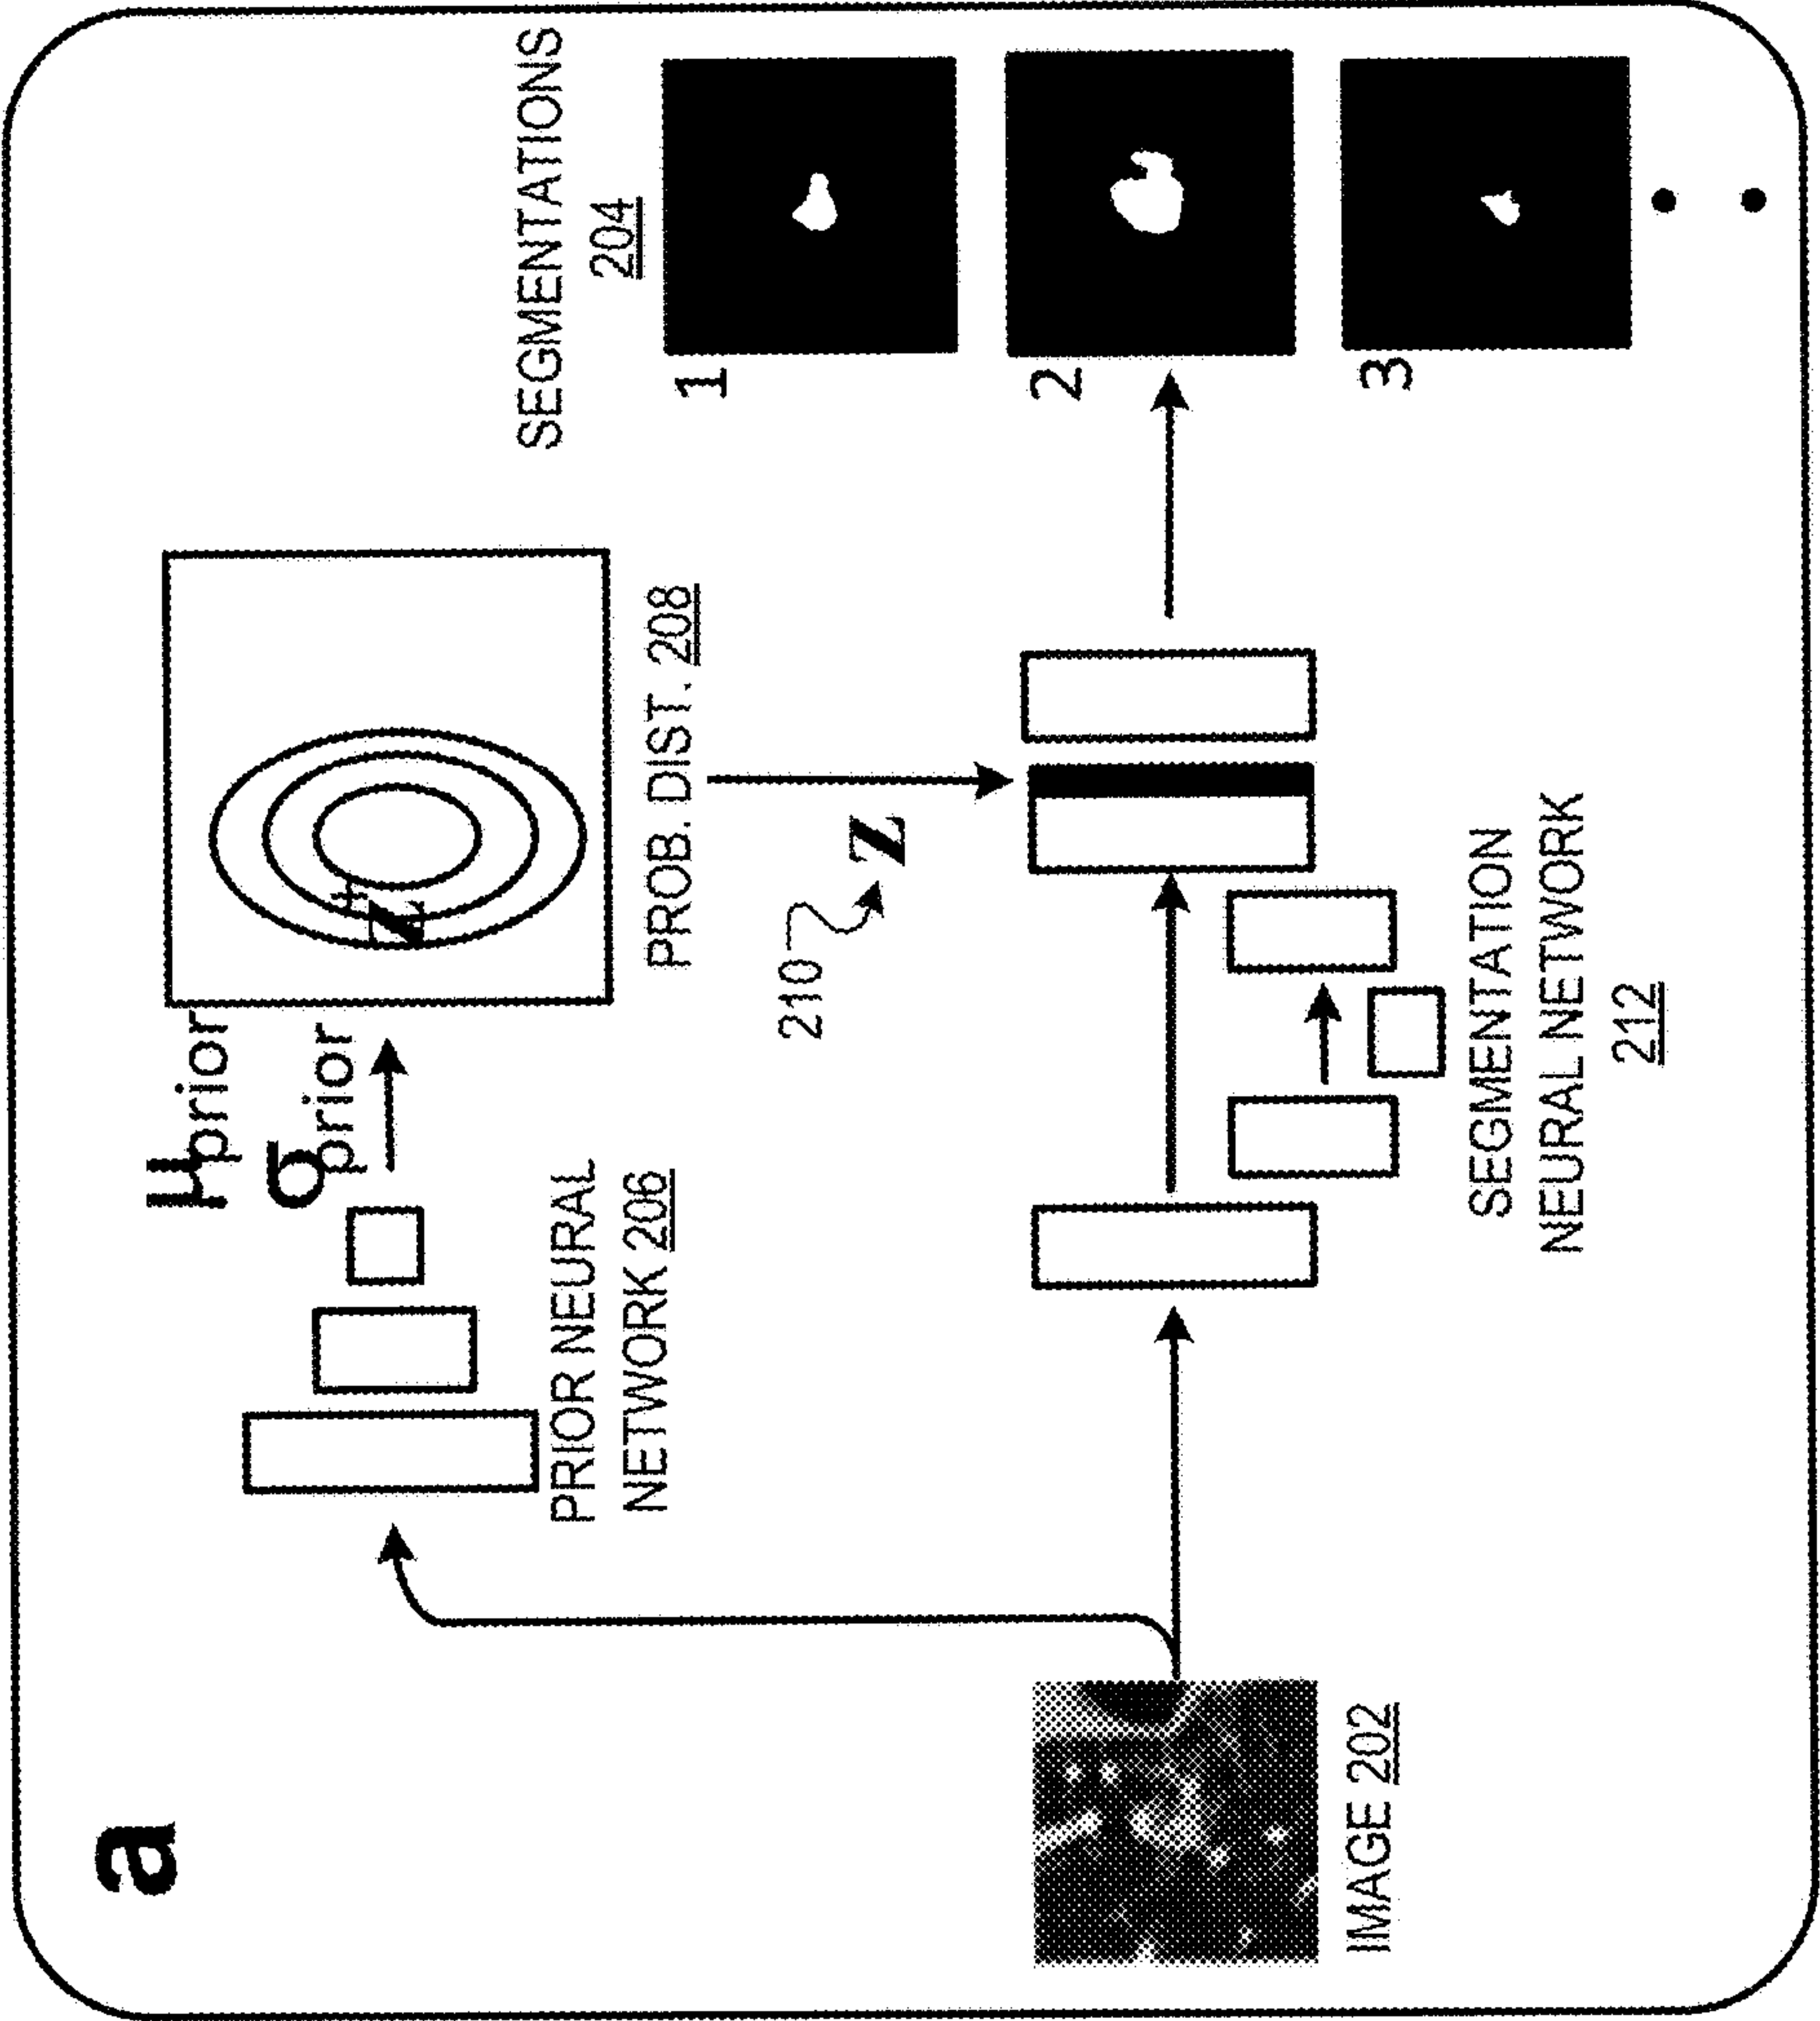 a
μprior
σprior
z
PRIOR NEURAL
NETWORK 206
PROB. DIST. 208
SEGMENTATIONS
204
1
2
3
210
z
IMAGE 202
SEGMENTATION
NEURAL NETWORK
212